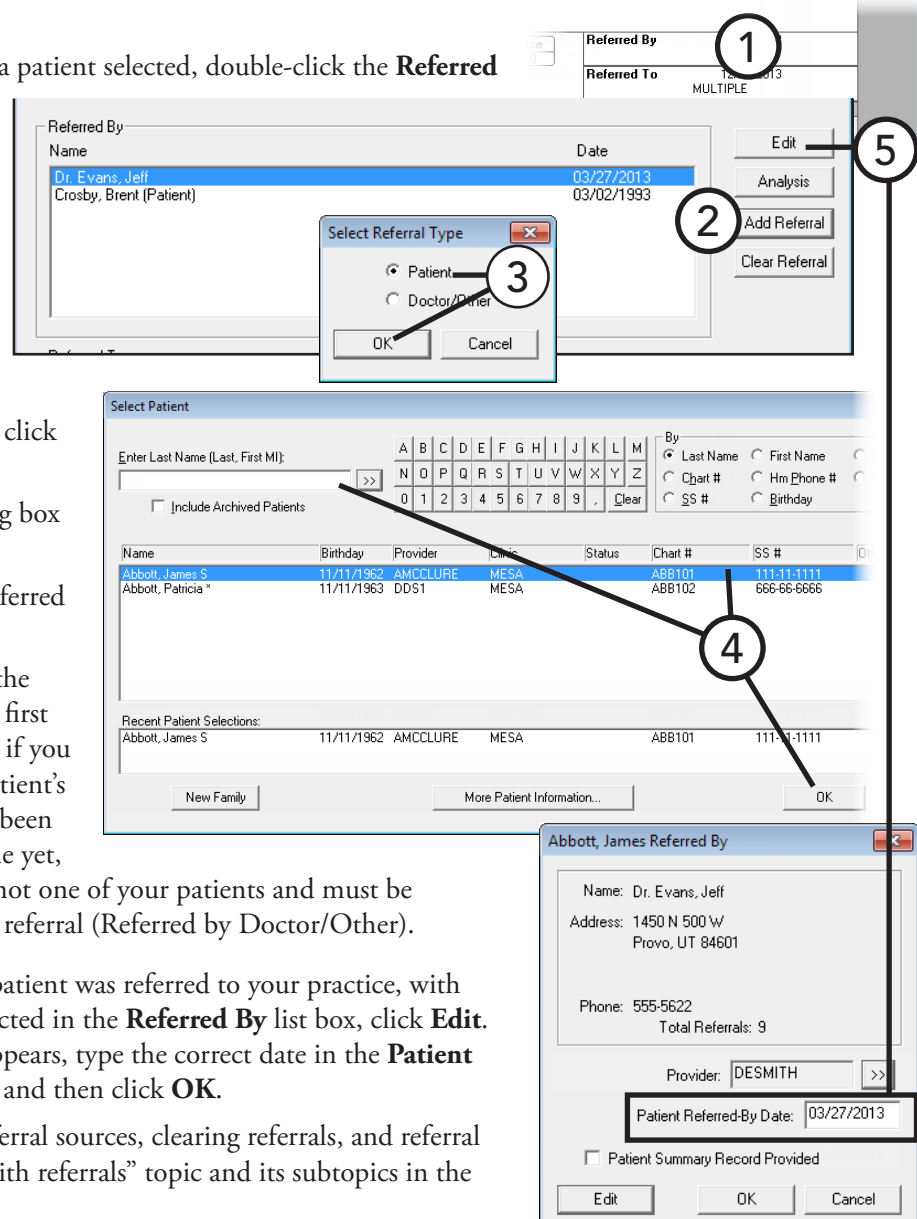 a patient selected, double-click the Referred
Referred By
1
Referred To
MULTIPLE
Referred By
Name Date
Dr. Evans, Jeff 03/27/2013
Crosby, Brent (Patient) 03/02/1993
Edit
5
Analysis
2
Add Referral
Clear Referral
Select Referral Type
Patient
3
Doctor/Other
OK Cancel
click
g box
ferred
the
first
if you
tient's
been
e yet,
not one of your patients and must be
referral (Referred by Doctor/Other).
Select Patient
Enter Last Name (Last, First MI):
>>
Include Archived Patients
A B C D E F G H I J K L M
N O P Q R S T U V W X Y Z
0 1 2 3 4 5 6 7 8 9 , Clear
By
Last Name First Name
Chart # Hm Phone #
SS # Birthday
Name Birthday Provider Clinic Status Chart # SS #
Abbott, James S 11/11/1962 AMCCLURE MESA ABB101 111-11-1111
Abbott, Patricia * 11/11/1963 DDS1 MESA ABB102 666-66-6666
4
Recent Patient Selections:
Abbott, James S 11/11/1962 AMCCLURE MESA ABB101 111-11-1111
New Family More Patient Information... OK
patient was referred to your practice, with
cted in the Referred By list box, click Edit.
ppears, type the correct date in the Patient
and then click OK.
ferral sources, clearing referrals, and referral
ith referrals” topic and its subtopics in the
Abbott, James Referred By
Name: Dr. Evans, Jeff
Address: 1450 N 500 W
Provo, UT 84601
Phone: 555-5622
Total Referrals: 9
Provider: DESMITH >>
Patient Referred-By Date: 03/27/2013
Patient Summary Record Provided
Edit OK Cancel